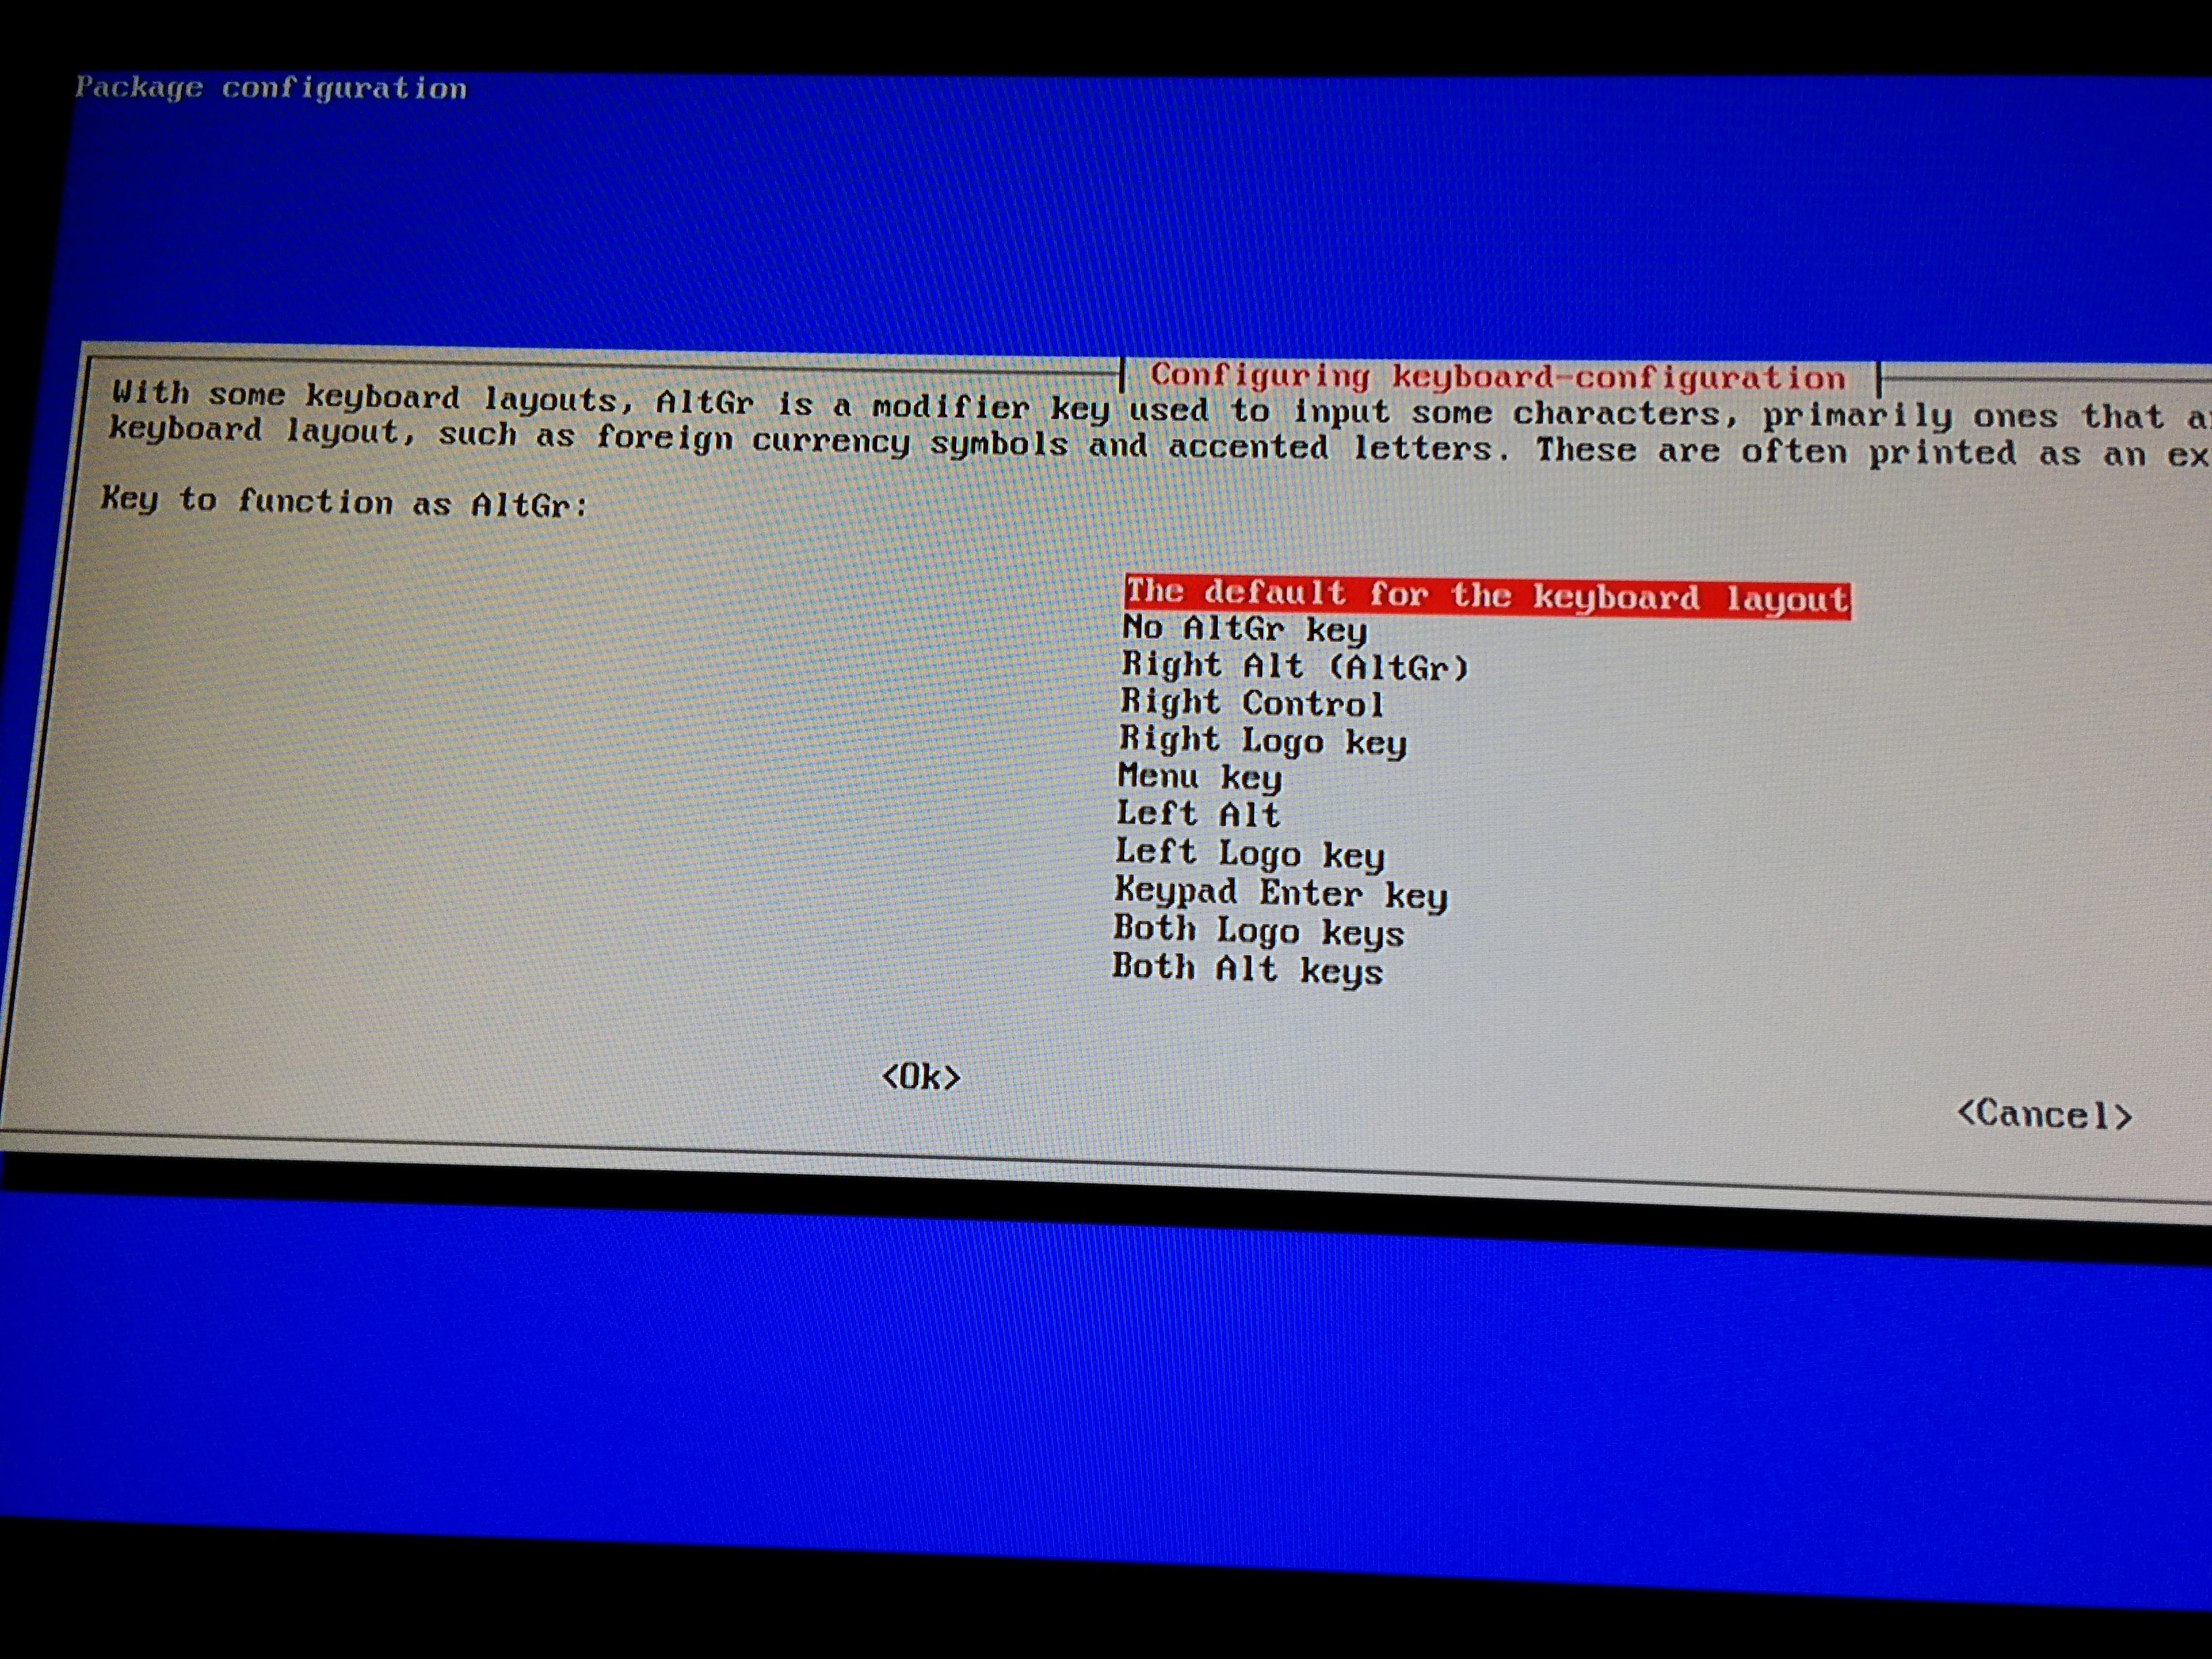 Package configuration
Configuring keyboard-configuration
With some keyboard layouts, AltGr is a modifier key used to input some characters, primarily ones that
keyboard layout, such as foreign currency symbols and accented letters. These are often printed as an
Key to function as AltGr:
The default for the keyboard layout
No AltGr key
Right Alt (AltGr)
Right Control
Right Logo key
Menu key
Left Alt
Left Logo key
Keypad Enter key
Both Logo keys
Both Alt keys
<Ok>
<Cancel>